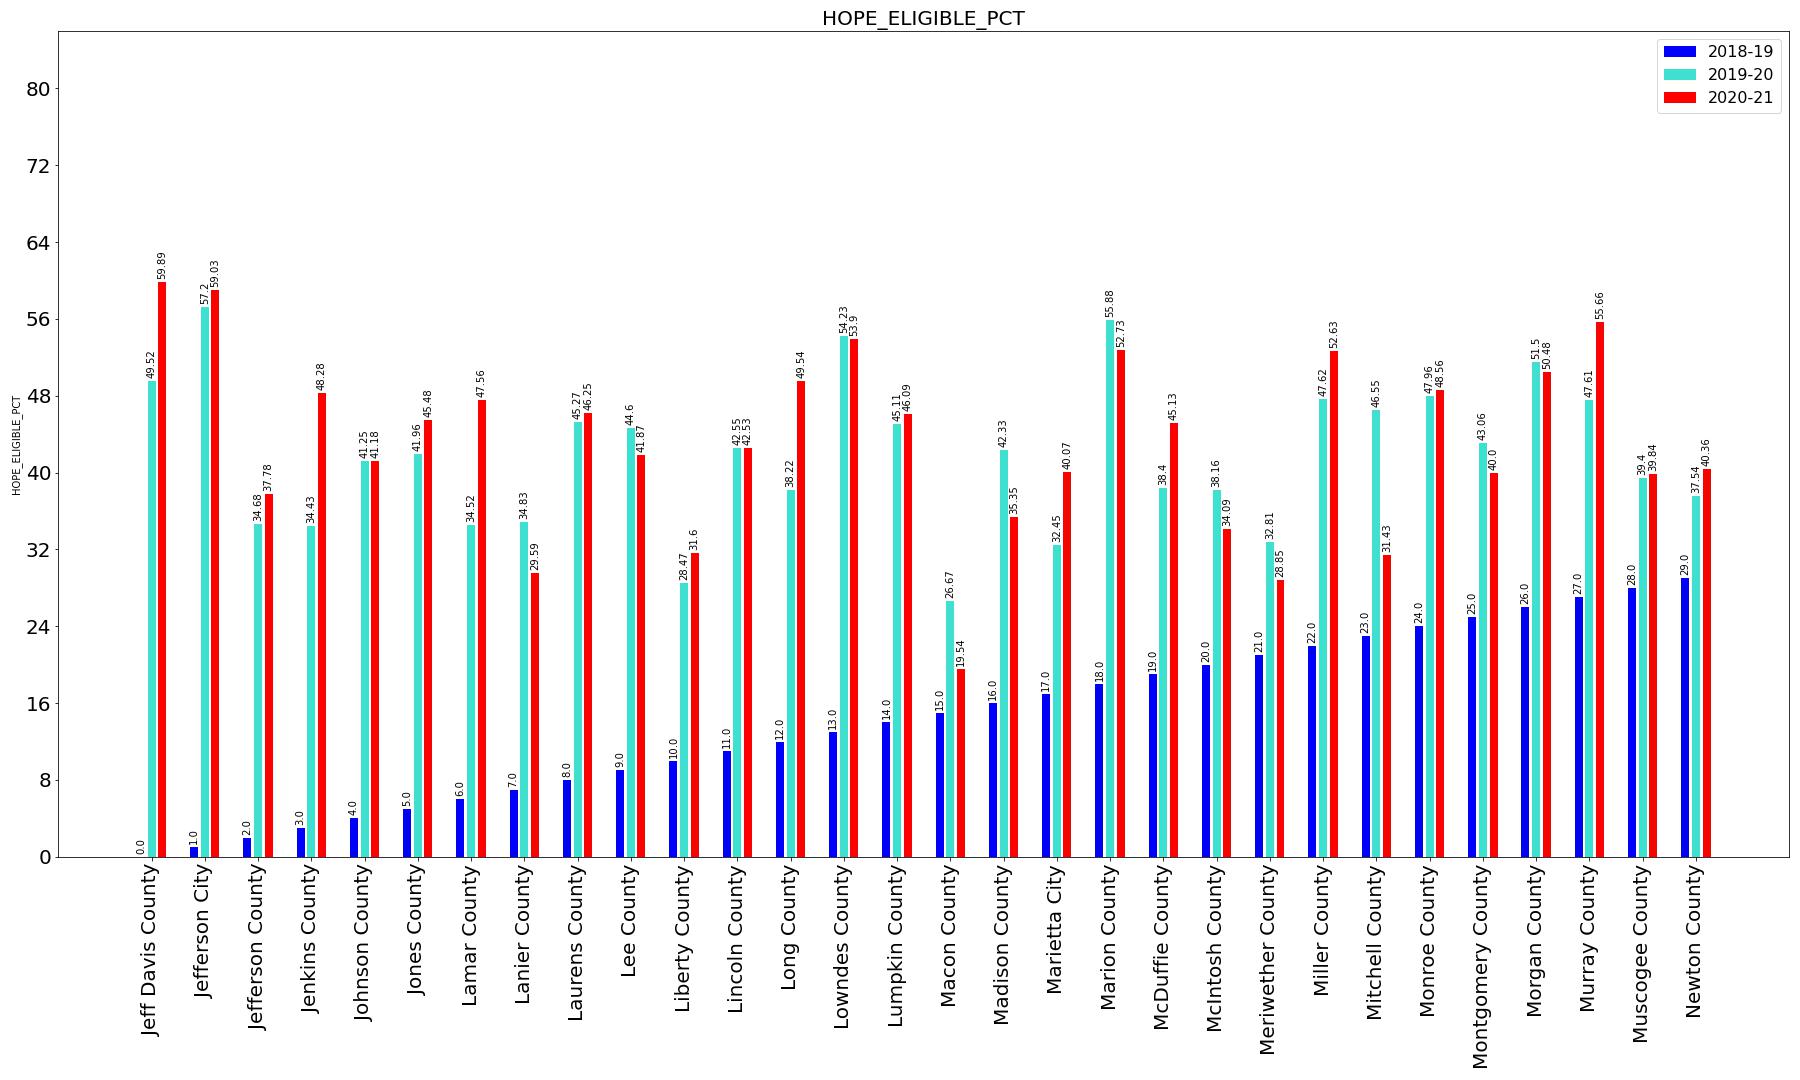 HOPE_ELIGIBLE_PCT
2018-19
2019-20
2020-21
HOPE_ELIGIBLE_PCT
80
72
64
56
48
40
32
24
16
8
0
0.0 49.52 59.89
1.0 57.2 59.03
2.0 34.68 37.78
3.0 34.43 48.28
4.0 41.25 41.18
5.0 41.96 45.48
6.0 34.52 47.56
7.0 34.83 29.59
8.0 45.27 46.25
9.0 44.6 41.87
10.0 28.47 31.6
11.0 42.55 42.53
12.0 38.22 49.54
13.0 54.23 53.9
14.0 45.11 46.09
15.0 26.67 19.54
16.0 42.33 35.35
17.0 32.45 40.07
18.0 55.88 52.73
19.0 38.4 45.13
20.0 38.16 34.09
21.0 32.81 28.85
22.0 47.62 52.63
23.0 46.55 31.43
24.0 47.96 48.56
25.0 43.06 40.0
26.0 51.5 50.48
27.0 47.61 55.66
28.0 39.4 39.84
29.0 37.54 40.36
Jeff Davis County
Jefferson City
Jefferson County
Jenkins County
Johnson County
Jones County
Lamar County
Lanier County
Laurens County
Lee County
Liberty County
Lincoln County
Long County
Lowndes County
Lumpkin County
Macon County
Madison County
Marietta City
Marion County
McDuffie County
McIntosh County
Meriwether County
Miller County
Mitchell County
Monroe County
Montgomery County
Morgan County
Murray County
Muscogee County
Newton County